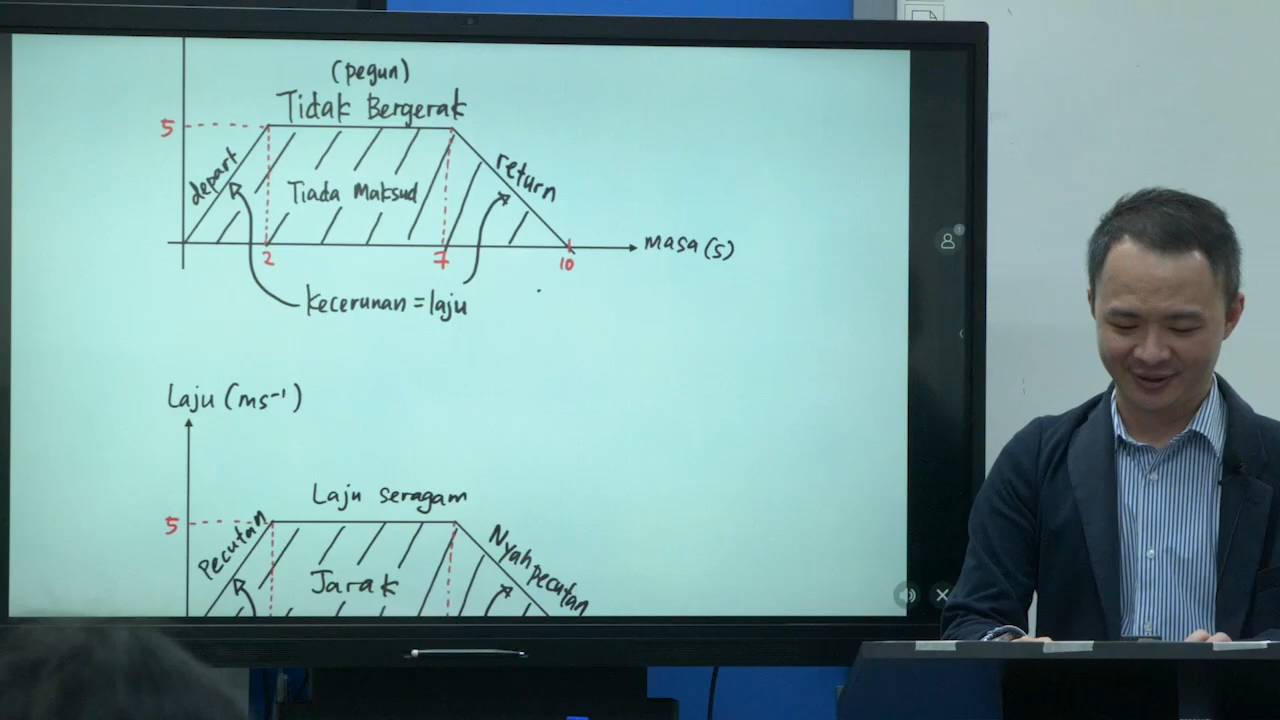 (pegun)
Tidak Bergerak
5
depart
return
Tiada Maksud
masa (s)
2
7
10
kecerunan = laju
Laju (ms⁻¹)
Laju seragam
5
Pecutan
Nyahpecutan
Jarak